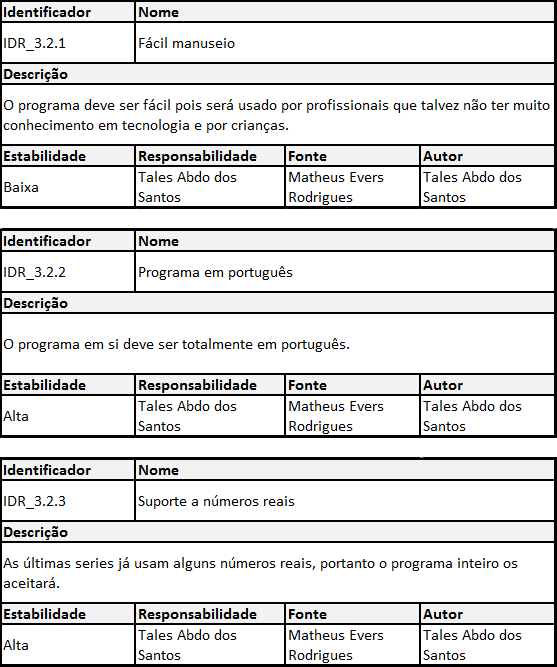 Identificador Nome
IDR_3.2.1 Fácil manuseio
Descrição
O programa deve ser fácil pois será usado por profissionais que talvez não ter muito
conhecimento em tecnologia e por crianças.
Estabilidade Responsabilidade Fonte Autor
Baixa Tales Abdo dos Santos Matheus Evers Rodrigues Tales Abdo dos Santos
Identificador Nome
IDR_3.2.2 Programa em português
Descrição
O programa em si deve ser totalmente em português.
Estabilidade Responsabilidade Fonte Autor
Alta Tales Abdo dos Santos Matheus Evers Rodrigues Tales Abdo dos Santos
Identificador Nome
IDR_3.2.3 Suporte a números reais
Descrição
As últimas series já usam alguns números reais, portanto o programa inteiro os
aceitará.
Estabilidade Responsabilidade Fonte Autor
Alta Tales Abdo dos Santos Matheus Evers Rodrigues Tales Abdo dos Santos